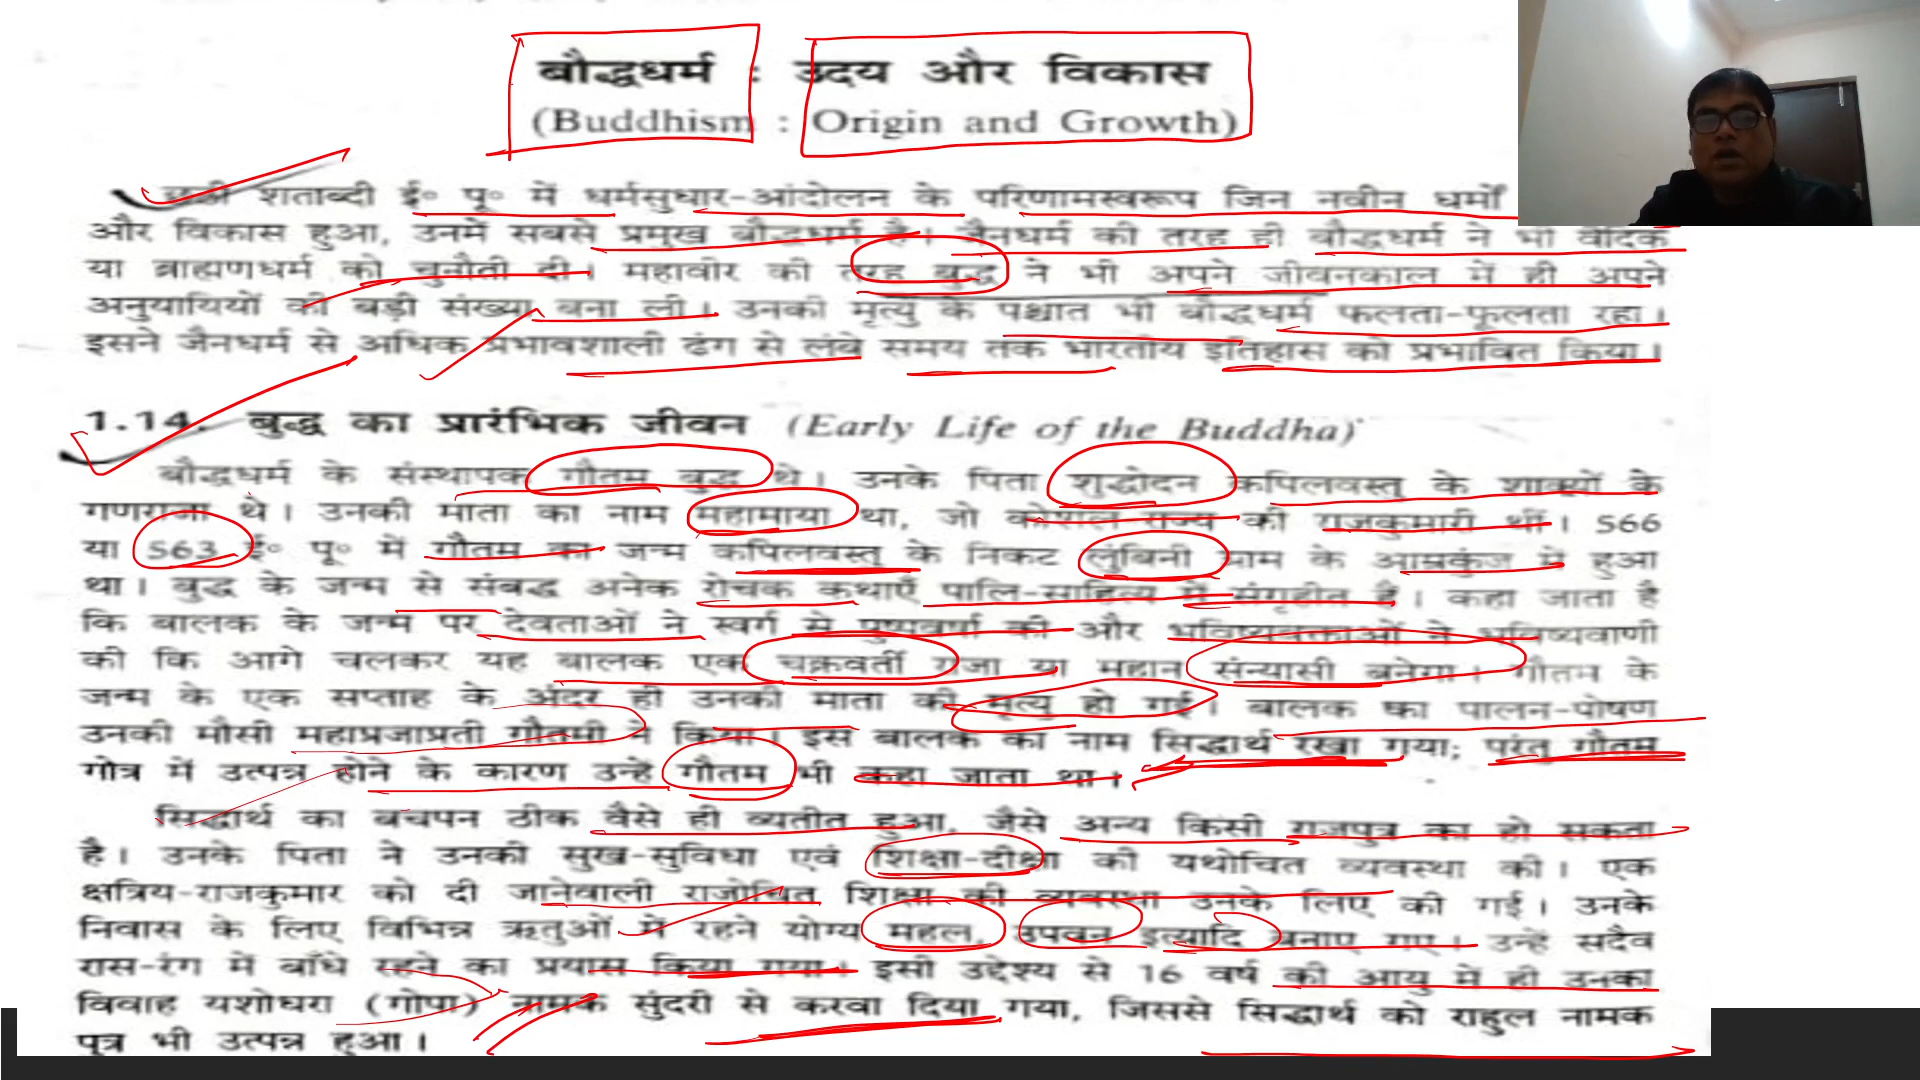 बौद्धधर्म : उदय और विकास
(Buddhism : Origin and Growth)
छठी शताब्दी ई० पू० में धर्मसुधार-आंदोलन के परिणामस्वरूप जिन नवीन धर्मों
और विकास हुआ, उनमें सबसे प्रमुख बौद्धधर्म है। जैनधर्म की तरह ही बौद्धधर्म ने भी वैदिक
या ब्राह्मणधर्म को चुनौती दी। महावीर की तरह बुद्ध ने भी अपने जीवनकाल में ही अपने
अनुयायियों की बड़ी संख्या बना ली। उनकी मृत्यु के पश्चात भी बौद्धधर्म फलता-फूलता रहा।
इसने जैनधर्म से अधिक प्रभावशाली ढंग से लंबे समय तक भारतीय इतिहास को प्रभावित किया।
1.14. बुद्ध का प्रारंभिक जीवन (Early Life of the Buddha)
बौद्धधर्म के संस्थापक गौतम बुद्ध थे। उनके पिता शुद्धोदन कपिलवस्तु के शाक्यों के
गणराजा थे। उनकी माता का नाम महामाया था, जो कोशल राज्य की राजकुमारी थीं। 566
या 563 ई० पू० में गौतम का जन्म कपिलवस्तु के निकट लुंबिनी ग्राम के आम्रकुंज में हुआ
था। बुद्ध के जन्म से संबद्ध अनेक रोचक कथाएँ पालि-साहित्य में संगृहीत हैं। कहा जाता है
कि बालक के जन्म पर देवताओं ने स्वर्ग से पुष्पवर्षा की और भविष्यवक्ताओं ने भविष्यवाणी
की कि आगे चलकर यह बालक एक चक्रवर्ती राजा या महान संन्यासी बनेगा। गौतम के
जन्म के एक सप्ताह के अंदर ही उनकी माता की मृत्यु हो गई। बालक का पालन-पोषण
उनकी मौसी महाप्रजाप्रती गौतमी ने किया। इस बालक का नाम सिद्धार्थ रखा गया; परंतु गौतम
गोत्र में उत्पन्न होने के कारण उन्हें गौतम भी कहा जाता था।
सिद्धार्थ का बचपन ठीक वैसे ही व्यतीत हुआ, जैसे अन्य किसी राजपुत्र का हो सकता
है। उनके पिता ने उनकी सुख-सुविधा एवं शिक्षा-दीक्षा की यथोचित व्यवस्था की। एक
क्षत्रिय-राजकुमार को दी जानेवाली राजोचित शिक्षा की व्यवस्था उनके लिए की गई। उनके
निवास के लिए विभिन्न ऋतुओं में रहने योग्य महल, उपवन इत्यादि बनाए गए। उन्हें सदैव
रास-रंग में बाँधे रहने का प्रयास किया गया। इसी उद्देश्य से 16 वर्ष की आयु में ही उनका
विवाह यशोधरा (गोपा) नामक सुंदरी से करवा दिया गया, जिससे सिद्धार्थ को राहुल नामक
पुत्र भी उत्पन्न हुआ।